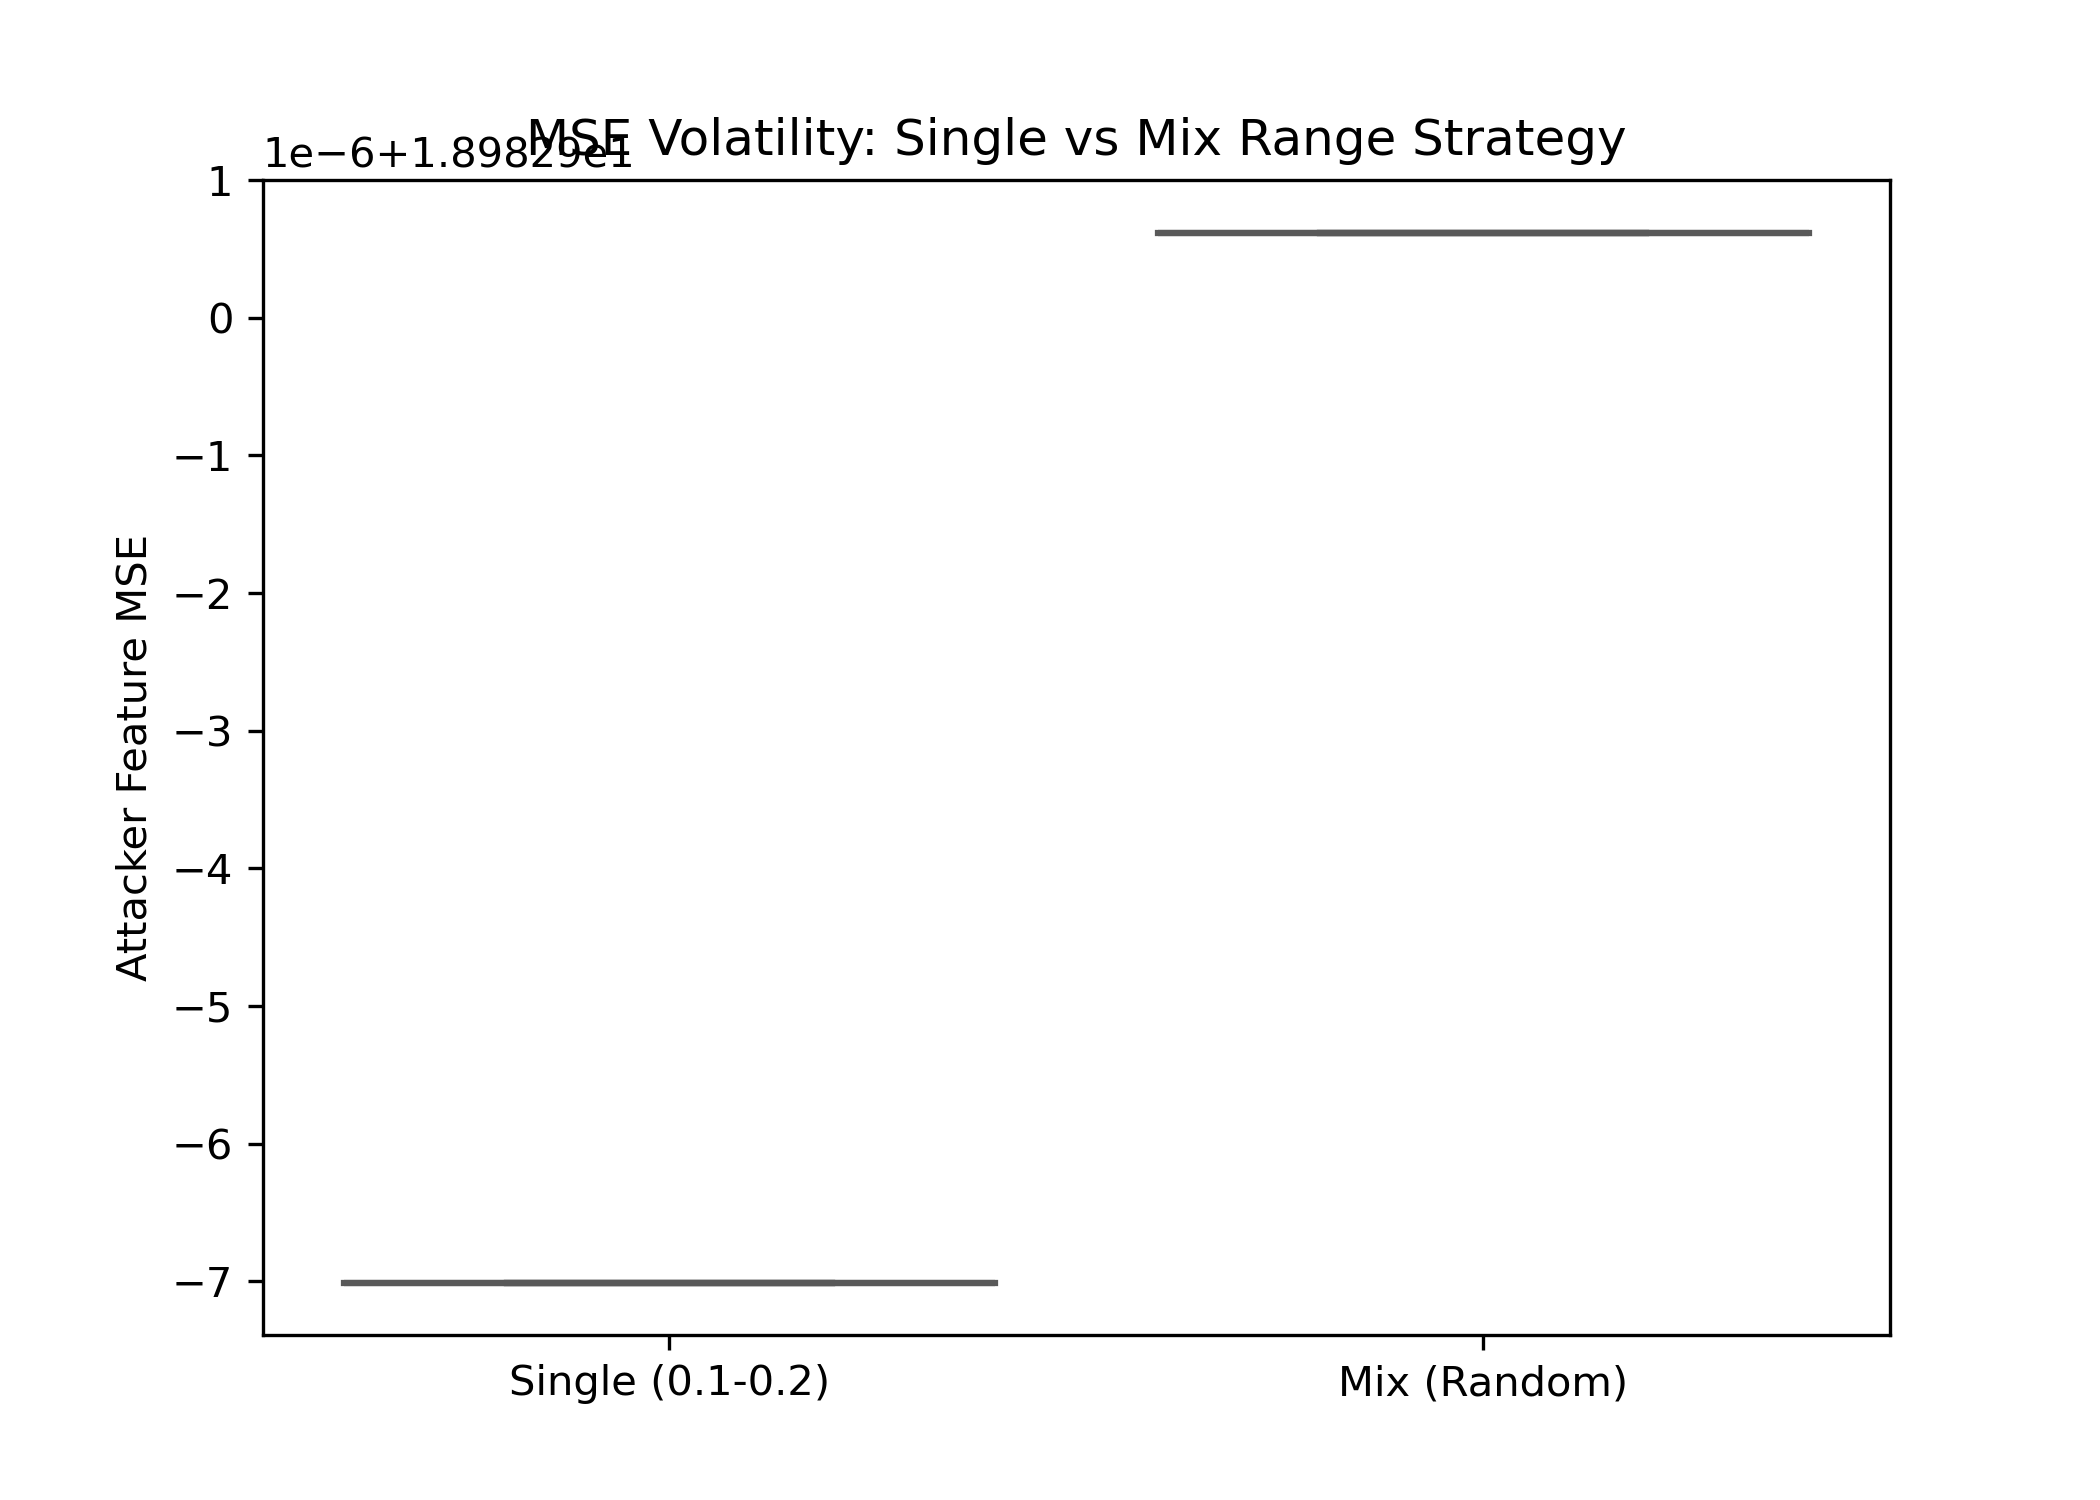 MSE Volatility: Single vs Mix Range Strategy
1e−6+1.89829e1
1
0
−1
−2
−3
−4
−5
−6
−7
Attacker Feature MSE
Single (0.1-0.2)
Mix (Random)